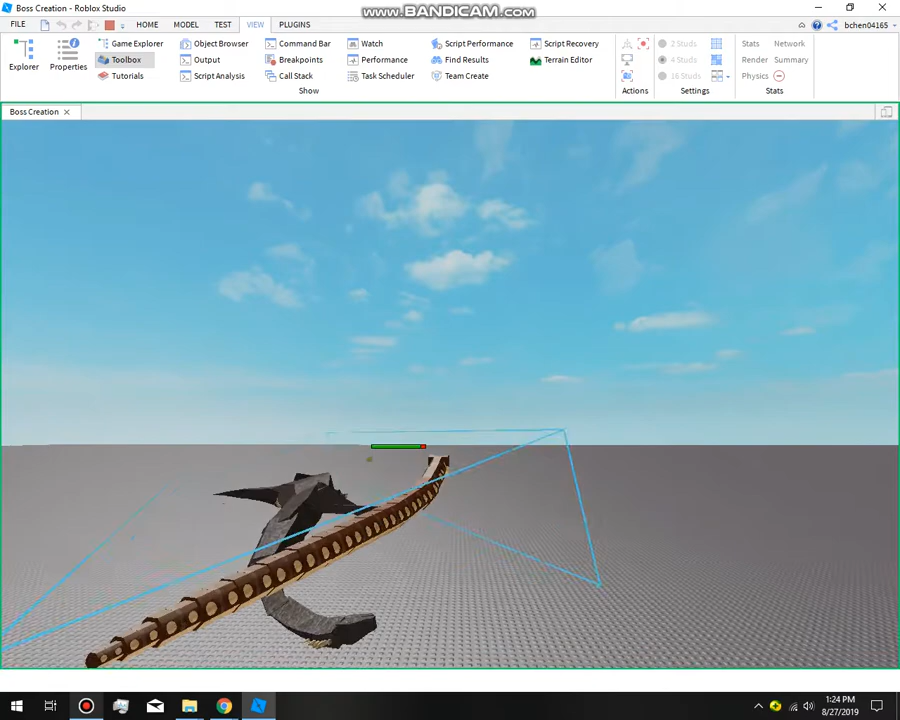 Boss Creation - Roblox Studio
www.BANDICAM.com
FILE
HOME
MODEL
TEST
VIEW
PLUGINS
bchen04165
Explorer
Properties
Game Explorer
Toolbox
Tutorials
Object Browser
Output
Script Analysis
Command Bar
Breakpoints
Call Stack
Watch
Performance
Task Scheduler
Script Performance
Find Results
Team Create
Script Recovery
Terrain Editor
Show
Actions
2 Studs
4 Studs
16 Studs
Settings
Stats
Network
Render
Summary
Physics
Stats
Boss Creation
1:24 PM
8/27/2019